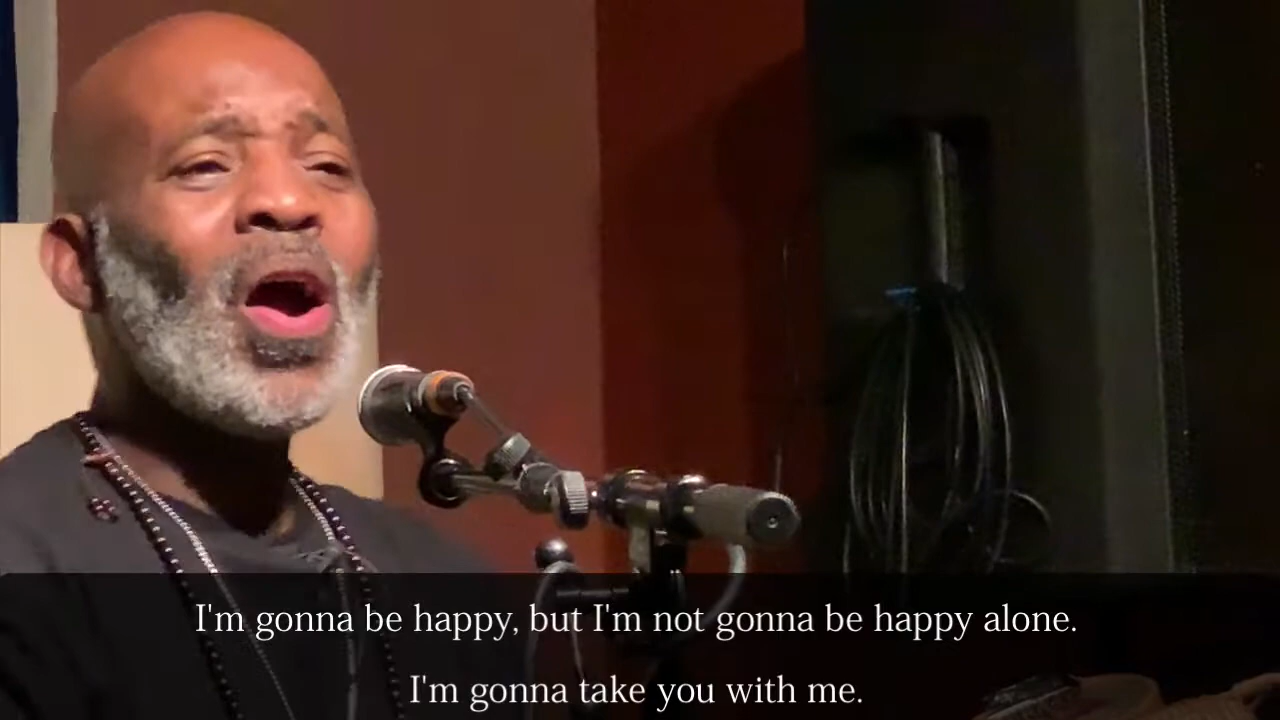 I'm gonna be happy, but I'm not gonna be happy alone.
I'm gonna take you with me.